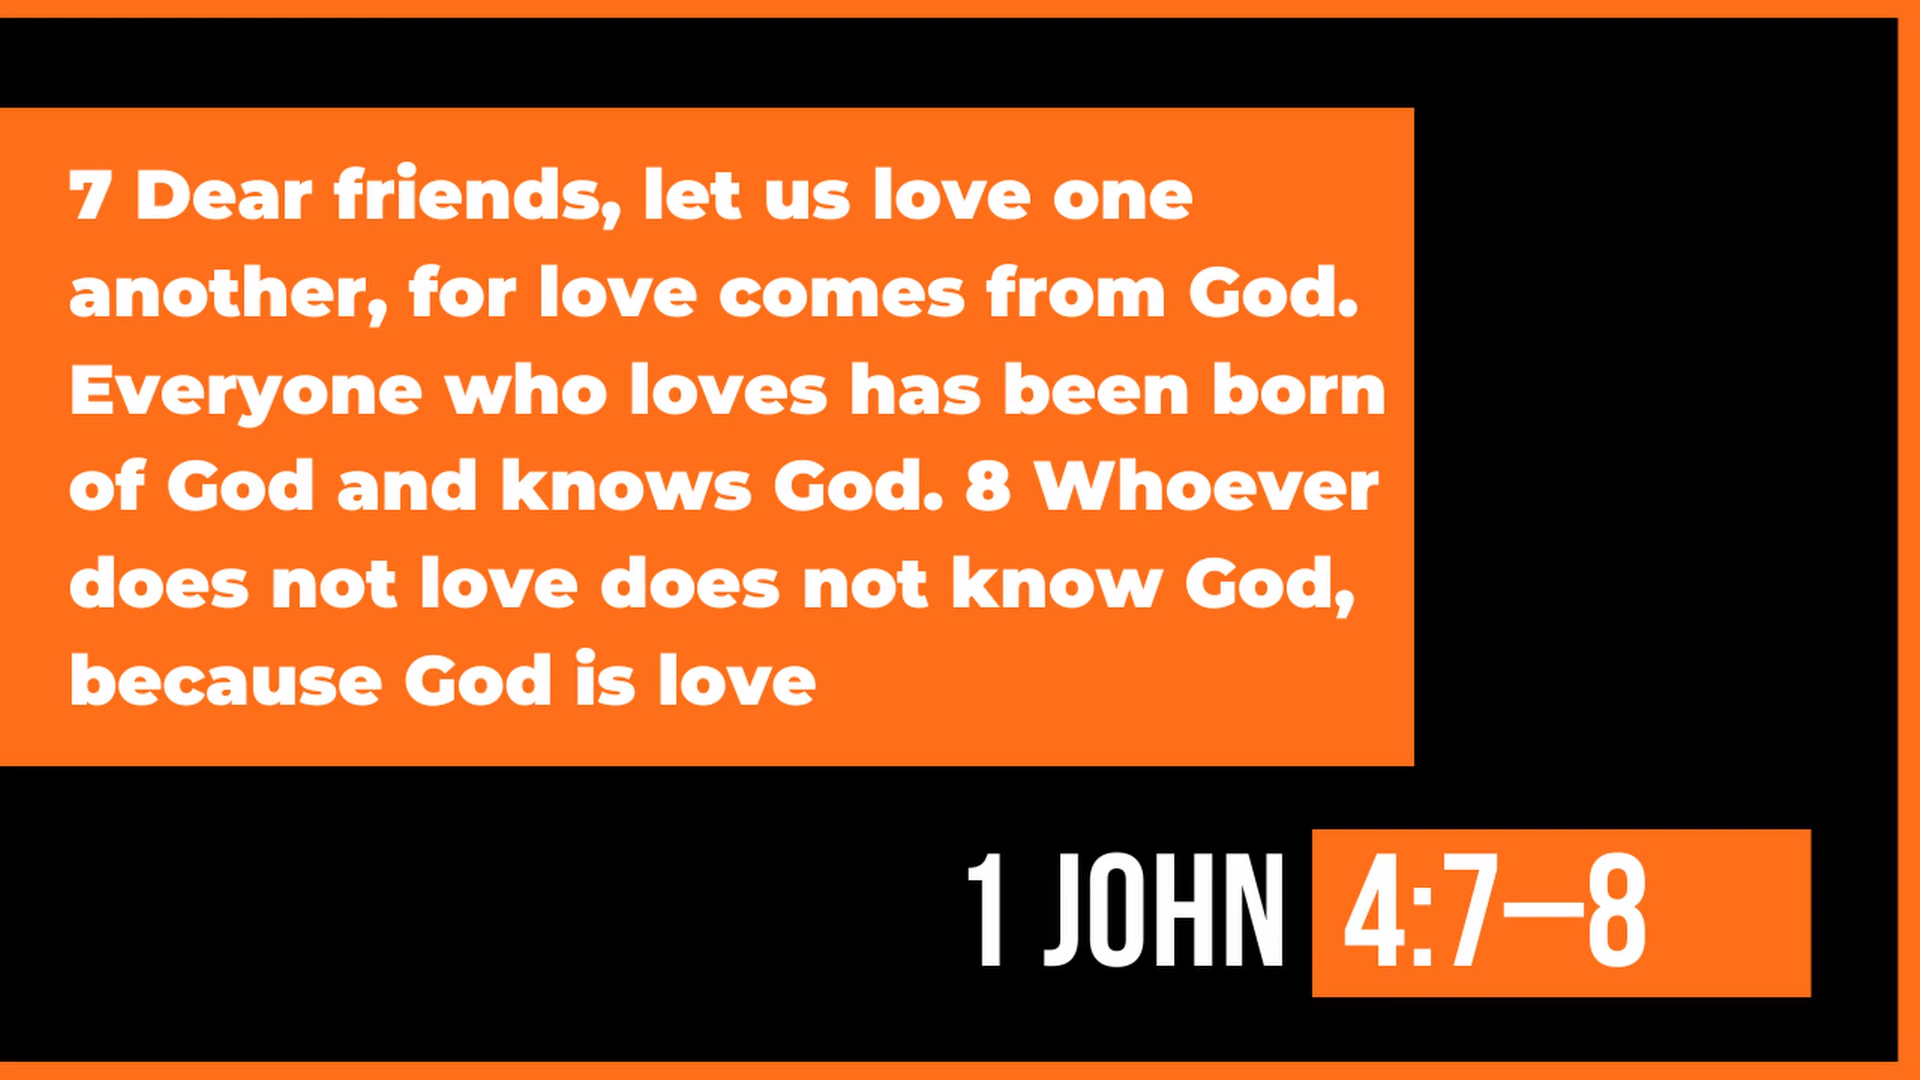 7 Dear friends, let us love one
another, for love comes from God.
Everyone who loves has been born
of God and knows God. 8 Whoever
does not love does not know God,
because God is love
1 JOHN 4:7–8